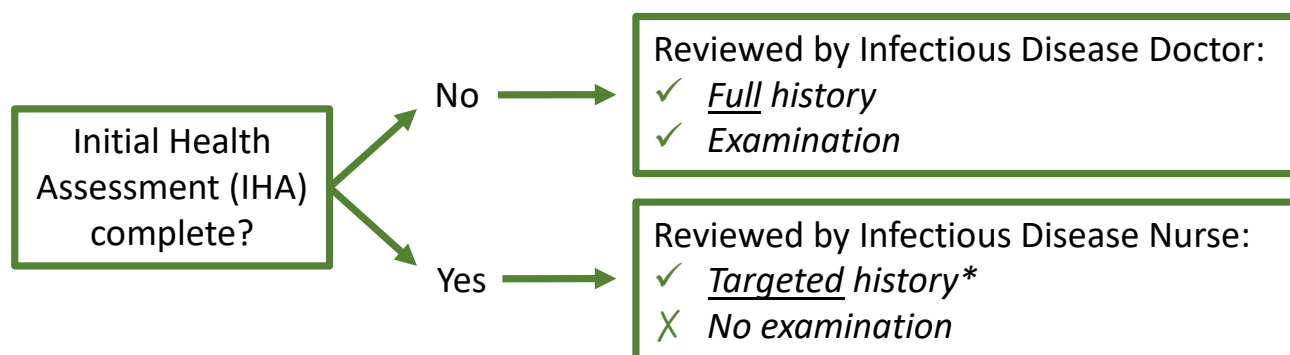 Initial Health
Assessment (IHA)
complete?
No
Reviewed by Infectious Disease Doctor:
✓ Full history
✓ Examination
Yes
Reviewed by Infectious Disease Nurse:
✓ Targeted history*
✗ No examination